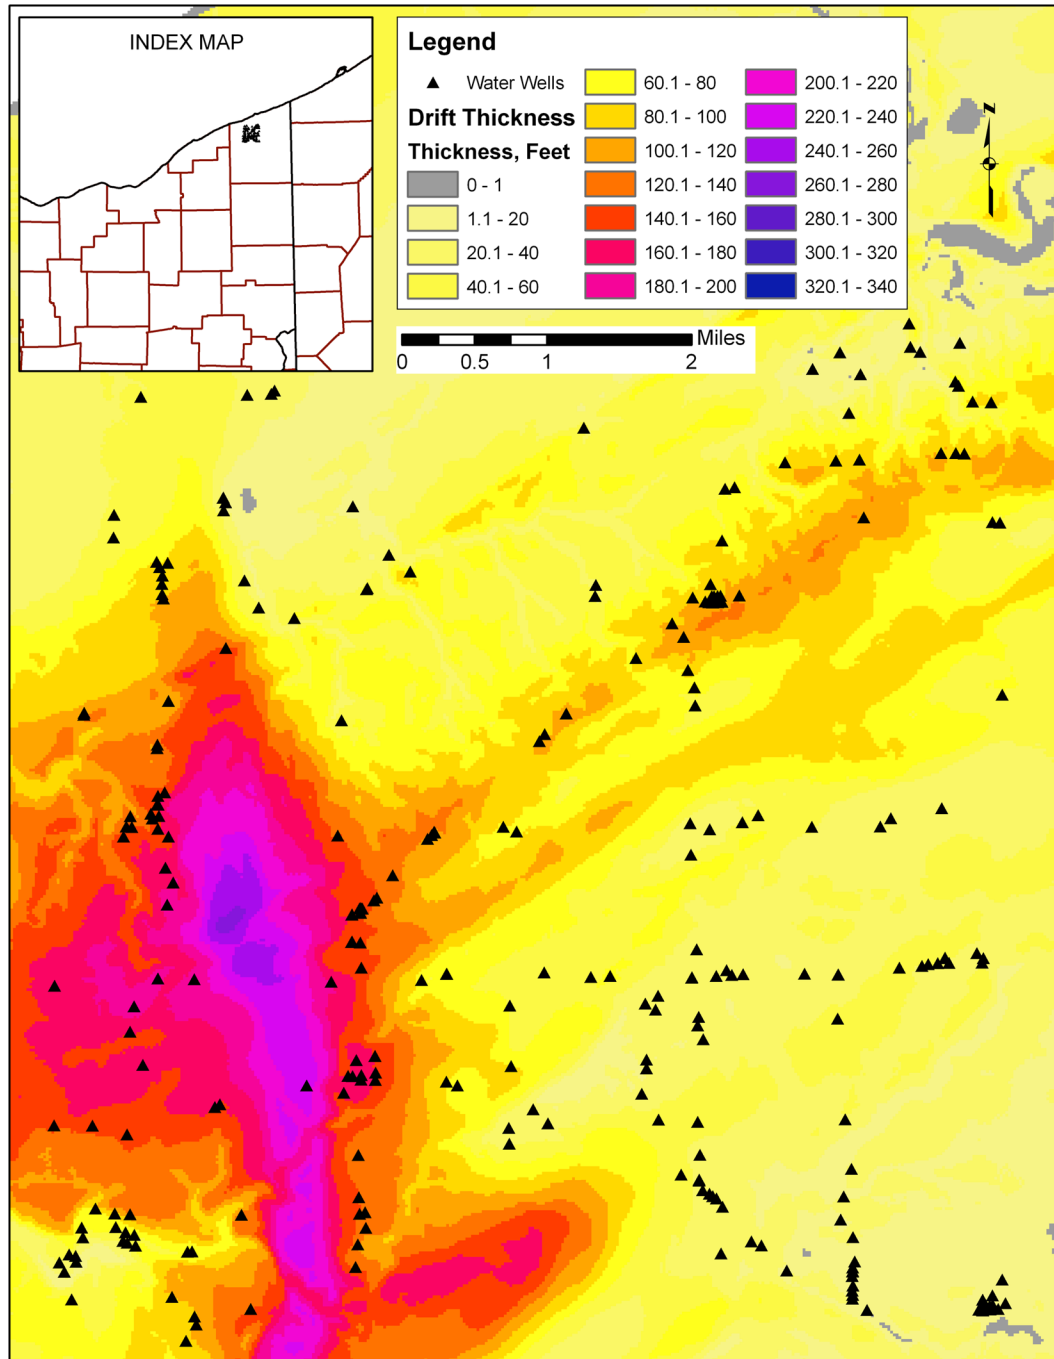 INDEX MAP
Legend
Water Wells
Drift Thickness
Thickness, Feet
0 - 1
1.1 - 20
20.1 - 40
40.1 - 60
60.1 - 80
80.1 - 100
100.1 - 120
120.1 - 140
140.1 - 160
160.1 - 180
180.1 - 200
200.1 - 220
220.1 - 240
240.1 - 260
260.1 - 280
280.1 - 300
300.1 - 320
320.1 - 340
N
Miles
0 0.5 1 2